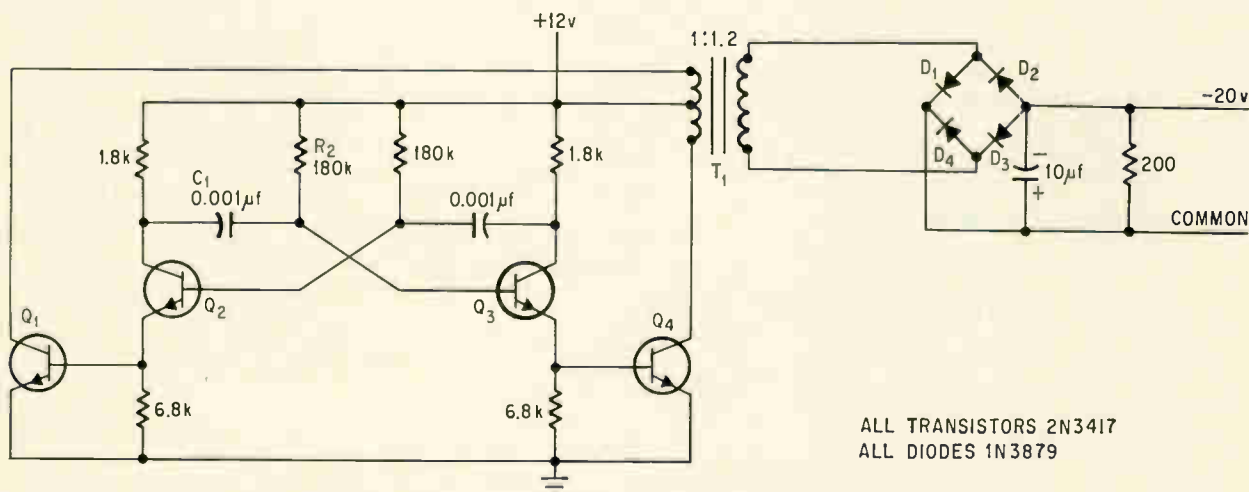 +12v
1:1.2
D₁
D₂
-20v
1.8k
R₂
180k
180k
1.8k
D₄
D₃
-
10μf
+
200
C₁
0.001μf
0.001μf
T₁
COMMON
Q₁
Q₂
Q₃
Q₄
6.8k
6.8k
ALL TRANSISTORS 2N3417
ALL DIODES 1N3879